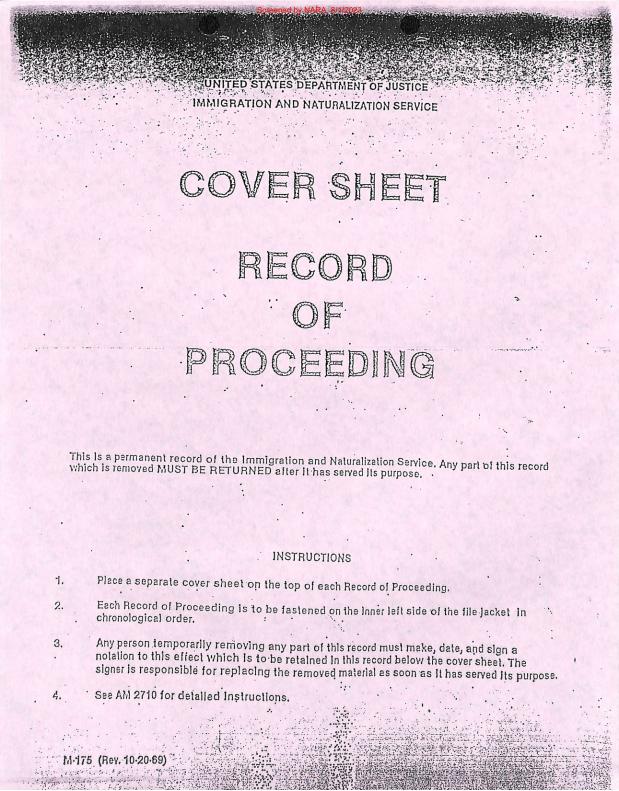 Screened by NARA, 8/1/2023
UNITED STATES DEPARTMENT OF JUSTICE
IMMIGRATION AND NATURALIZATION SERVICE
COVER SHEET
RECORD
OF
PROCEEDING
This is a permanent record of the Immigration and Naturalization Service. Any part of this record
which is removed MUST BE RETURNED after it has served its purpose.
INSTRUCTIONS
1. Place a separate cover sheet on the top of each Record of Proceeding.
2. Each Record of Proceeding is to be fastened on the inner left side of the file jacket in
chronological order.
3. Any person temporarily removing any part of this record must make, date, and sign a
notation to this effect which is to be retained in this record below the cover sheet. The
signer is responsible for replacing the removed material as soon as it has served its purpose.
4. See AM 2710 for detailed instructions.
M-175 (Rev. 10-20-69)